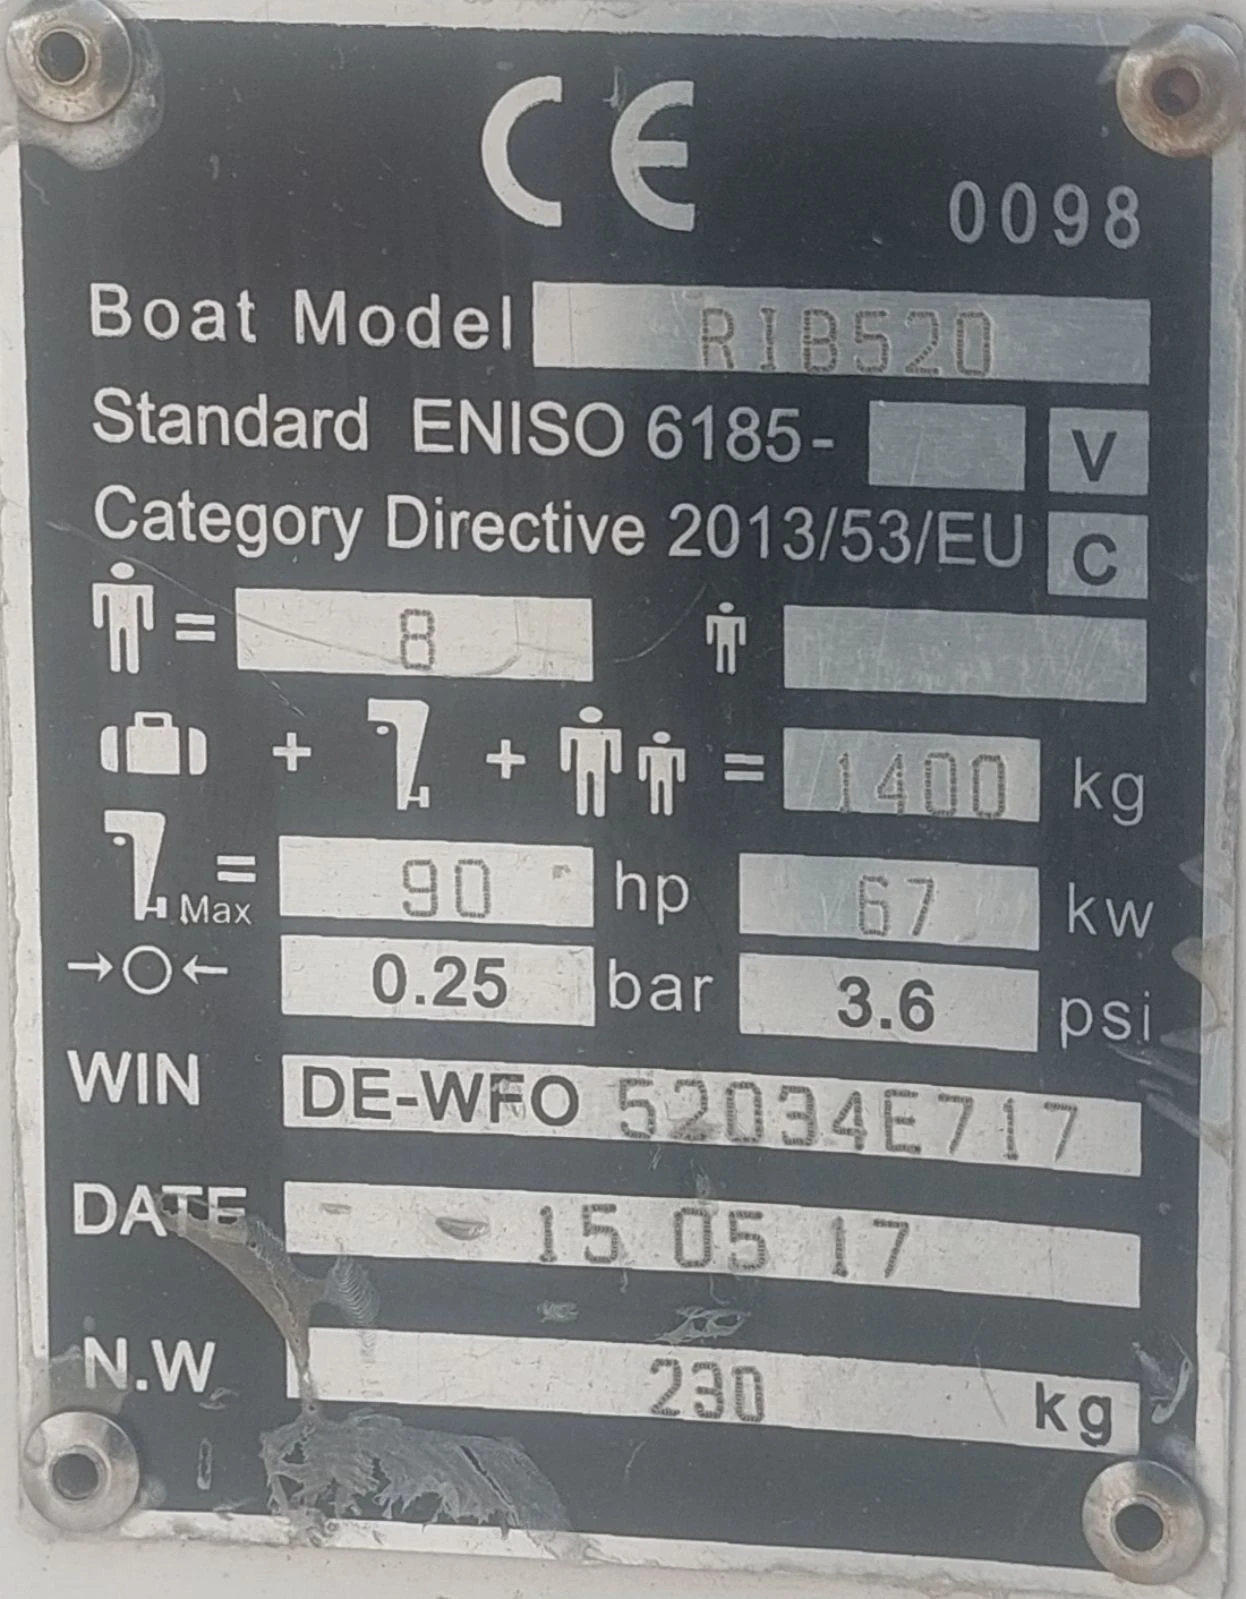 CE
0098
Boat Model RIB520
Standard ENISO 6185- V
Category Directive 2013/53/EU C
= 8
+ + = 1400 kg
Max = 90 hp 67 kw
→O← 0.25 bar 3.6 psi
WIN DE-WFO 52034E717
DATE 15 05 17
N.W 230 kg